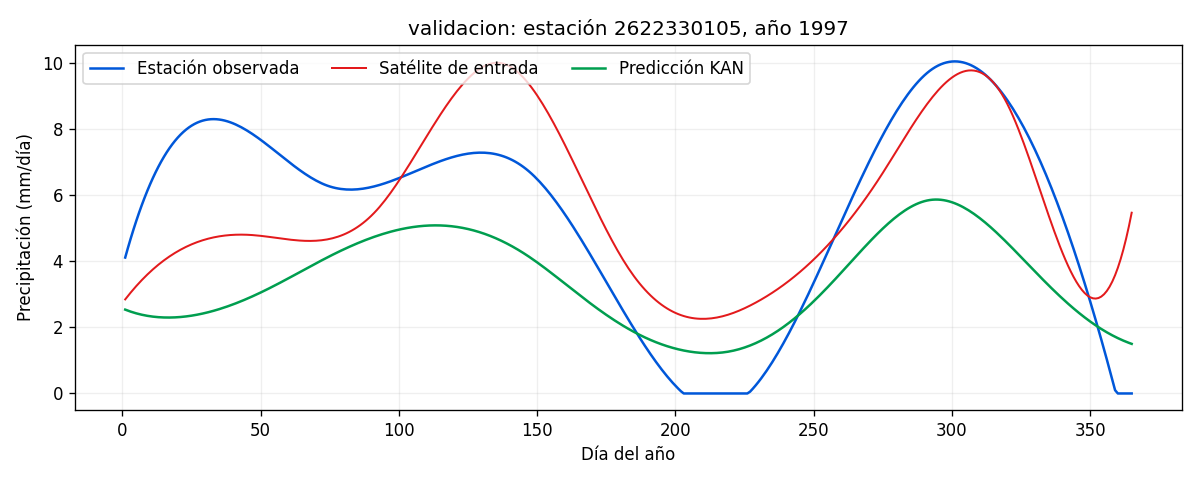 validacion: estación 2622330105, año 1997
Estación observada Satélite de entrada Predicción KAN
Precipitación (mm/día)
10
8
6
4
2
0
0 50 100 150 200 250 300 350
Día del año